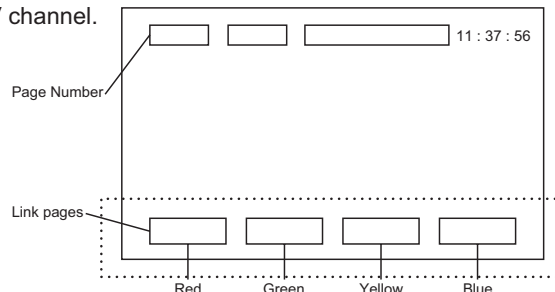 channel.
11 : 37 : 56
Page Number
Link pages
Red Green Yellow Blue